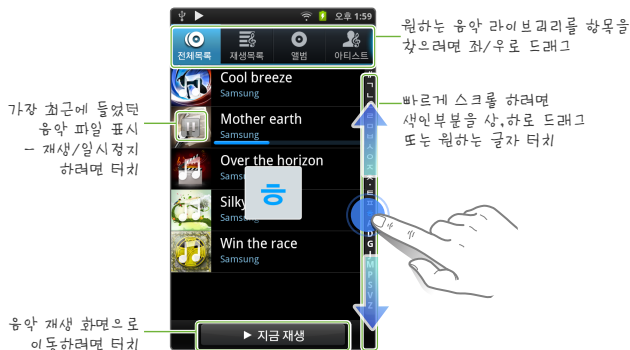 오후 1:59
전체목록 재생목록 앨범 아티스트
원하는 음악 라이브러리를 항목을
찾으려면 좌/우로 드래그
Cool breeze
Samsung
Mother earth
Samsung
Over the horizon
Samsung
Silky
Samsung
Win the race
Samsung
ㅎ
가장 최근에 들었던
음악 파일 표시
- 재생/일시정지
하려면 터치
빠르게 스크롤 하려면
색인부분을 상,하로 드래그
또는 원하는 글자 터치
ㄱ
ㄴ
ㄹ
ㅁ
ㅂ
ㅅ
ㅇ
ㅈ
ㅊ
•
ㅌ
ㅍ
D
G
J
M
P
S
V
Z
음악 재생 화면으로
이동하려면 터치
지금 재생